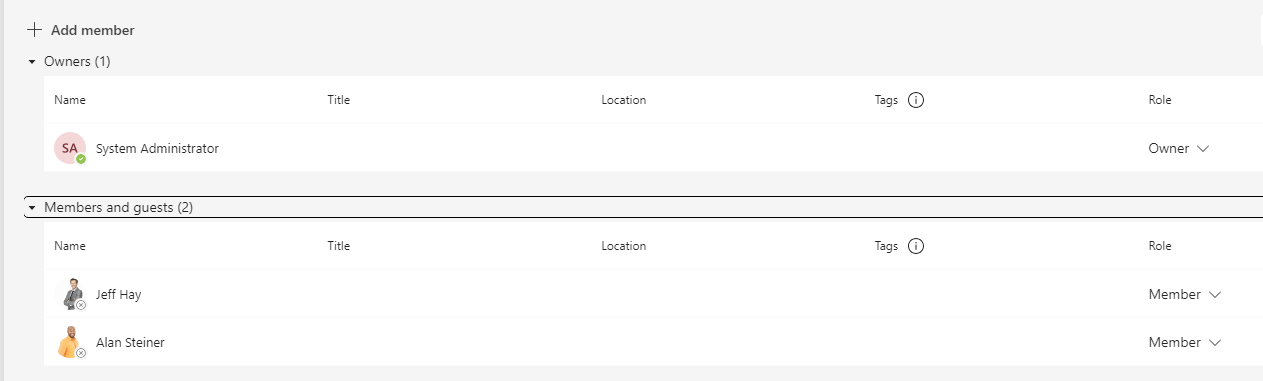 Add member
Owners (1)
Name Title Location Tags Role
SA System Administrator Owner
Members and guests (2)
Name Title Location Tags Role
Jeff Hay Member
Alan Steiner Member